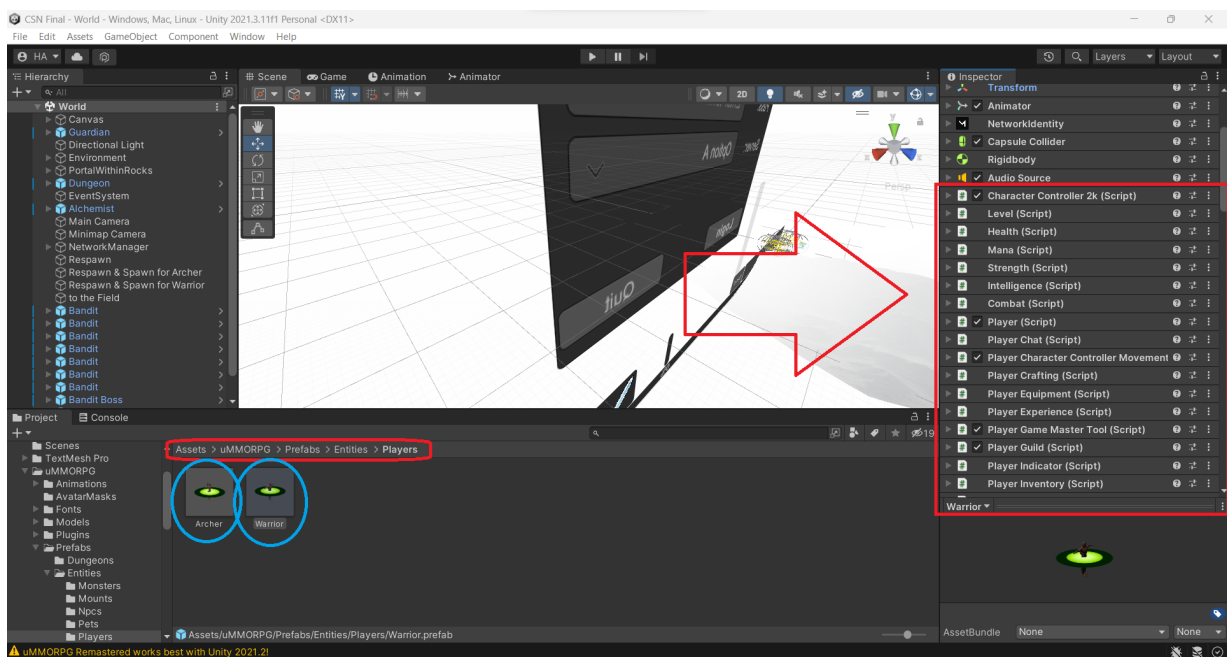 CSN Final - World - Windows, Mac, Linux - Unity 2021.3.11f1 Personal <DX11>
File Edit Assets GameObject Component Window Help
HA
Layers
Layout
Hierarchy
All
World
Canvas
Guardian
Directional Light
Environment
PortalWithinRocks
Dungeon
EventSystem
Alchemist
Main Camera
Minimap Camera
NetworkManager
Respawn
Respawn & Spawn for Archer
Respawn & Spawn for Warrior
to the Field
Bandit
Bandit
Bandit
Bandit
Bandit
Bandit
Bandit
Bandit Boss
Scene Game Animation Animator
2D
Option A
Login
Quit
y
x
z
Persp
Inspector
Transform
Animator
NetworkIdentity
Capsule Collider
Rigidbody
Audio Source
Character Controller 2k (Script)
Level (Script)
Health (Script)
Mana (Script)
Strength (Script)
Intelligence (Script)
Combat (Script)
Player (Script)
Player Chat (Script)
Player Character Controller Movement
Player Crafting (Script)
Player Equipment (Script)
Player Experience (Script)
Player Game Master Tool (Script)
Player Guild (Script)
Player Indicator (Script)
Player Inventory (Script)
Warrior
AssetBundle None None
Project Console
19
Scenes
TextMesh Pro
uMMORPG
Animations
AvatarMasks
Fonts
Models
Plugins
Prefabs
Dungeons
Entities
Monsters
Mounts
Npcs
Pets
Players
Assets > uMMORPG > Prefabs > Entities > Players
Archer
Warrior
Assets/uMMORPG/Prefabs/Entities/Players/Warrior.prefab
uMMORPG Remastered works best with Unity 2021.2!